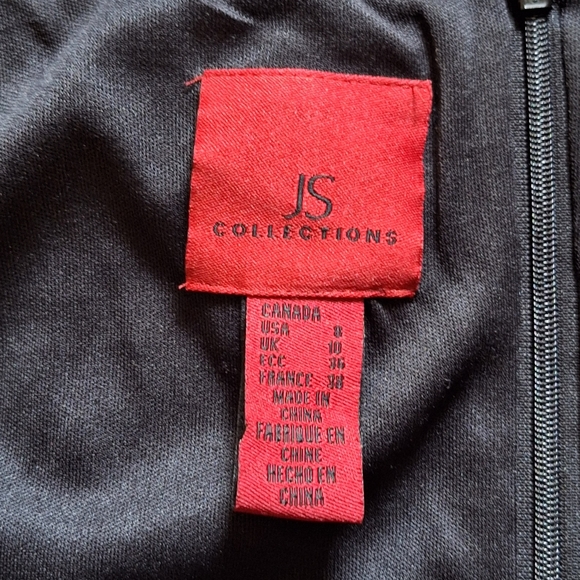 JS
COLLECTIONS
CANADA
USA 8
UK 10
ECC 36
FRANCE 38
MADE IN
CHINA
FABRIQUE EN
CHINE
HECHO EN
CHINA